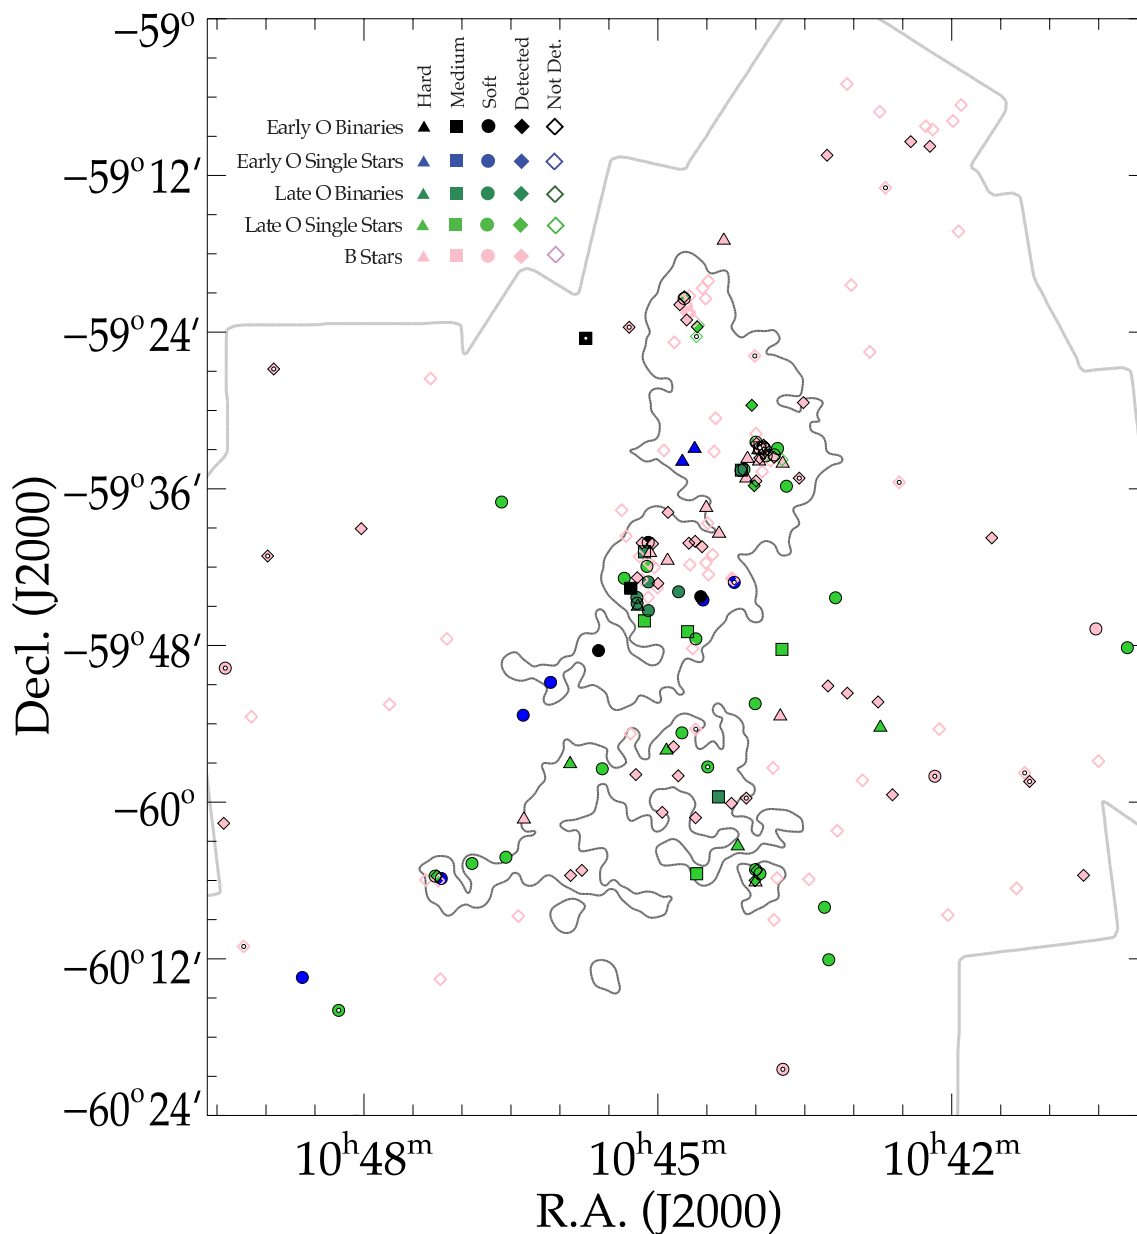 −59°
Hard
Medium
Soft
Detected
Not Det.
Early O Binaries
Early O Single Stars
Late O Binaries
Late O Single Stars
B Stars
−59° 12′
−59° 24′
−59° 36′
−59° 48′
−60°
−60° 12′
−60° 24′
Decl. (J2000)
10ʰ48ᵐ
10ʰ45ᵐ
10ʰ42ᵐ
R.A. (J2000)